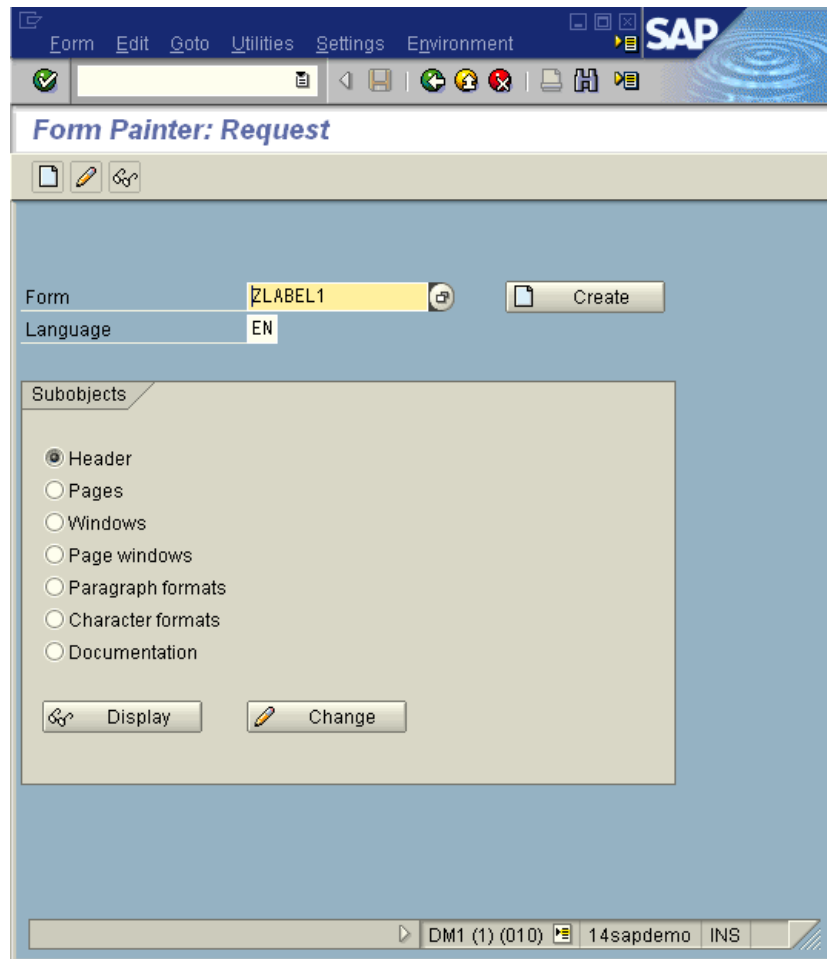 Form Edit Goto Utilities Settings Environment
SAP
Form Painter: Request
Form ZLABEL1 Create
Language EN
Subobjects
Header
Pages
Windows
Page windows
Paragraph formats
Character formats
Documentation
Display Change
DM1 (1) (010) 14sapdemo INS